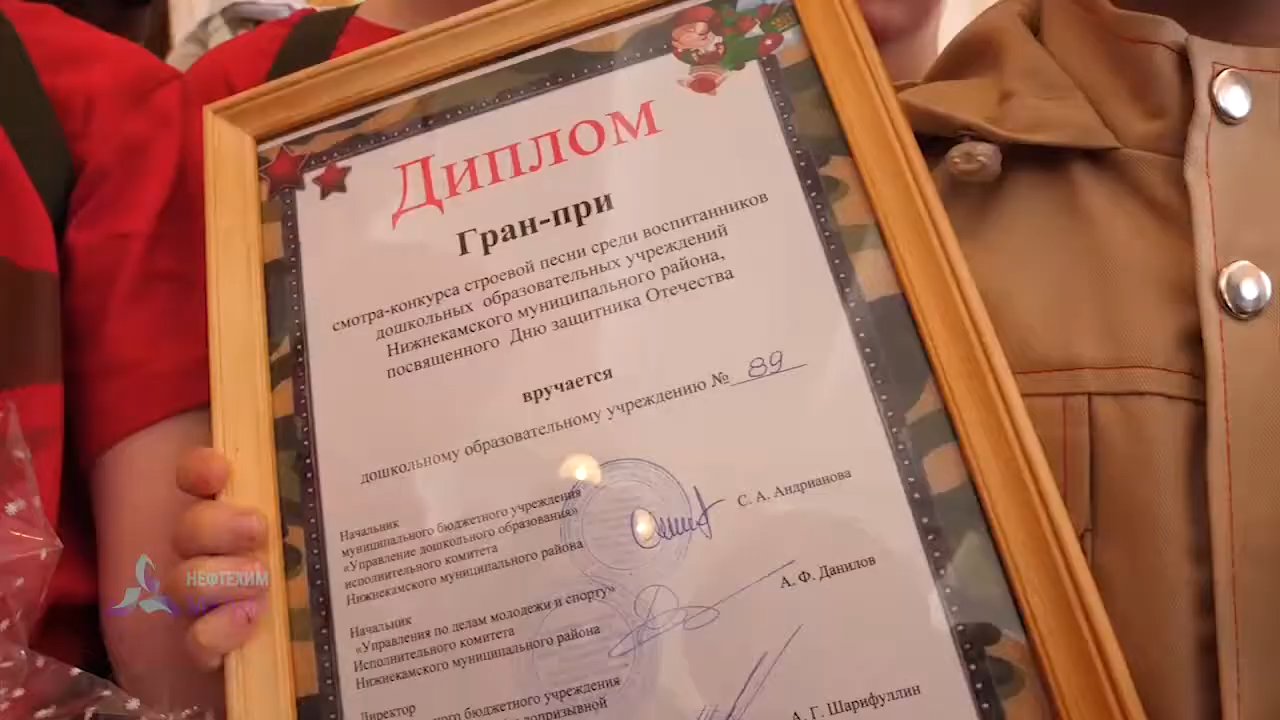 Диплом
Гран-при
смотра-конкурса строевой песни среди воспитанников
дошкольных образовательных учреждений
Нижнекамского муниципального района,
посвященного Дню защитника Отечества
вручается
дошкольному образовательному учреждению № 89
Начальник
муниципального бюджетного учреждения
«Управление дошкольного образования»
исполнительного комитета
Нижнекамского муниципального района
С. А. Андрианова
Начальник
«Управления по делам молодежи и спорту»
Исполнительного комитета
Нижнекамского муниципального района
А. Ф. Данилов
Директор
бюджетного учреждения
допризывной
А. Г. Шарифуллин
НЕФТЕХИМ